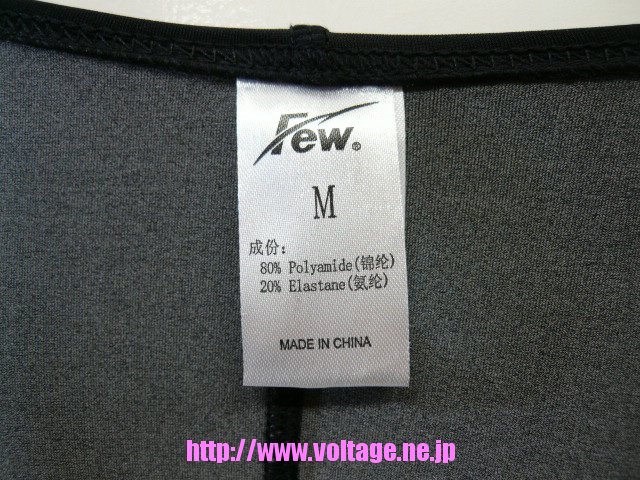 Few®
M
成份：
80% Polyamide(锦纶)
20% Elastane(氨纶)
MADE IN CHINA
http://www.voltage.ne.jp